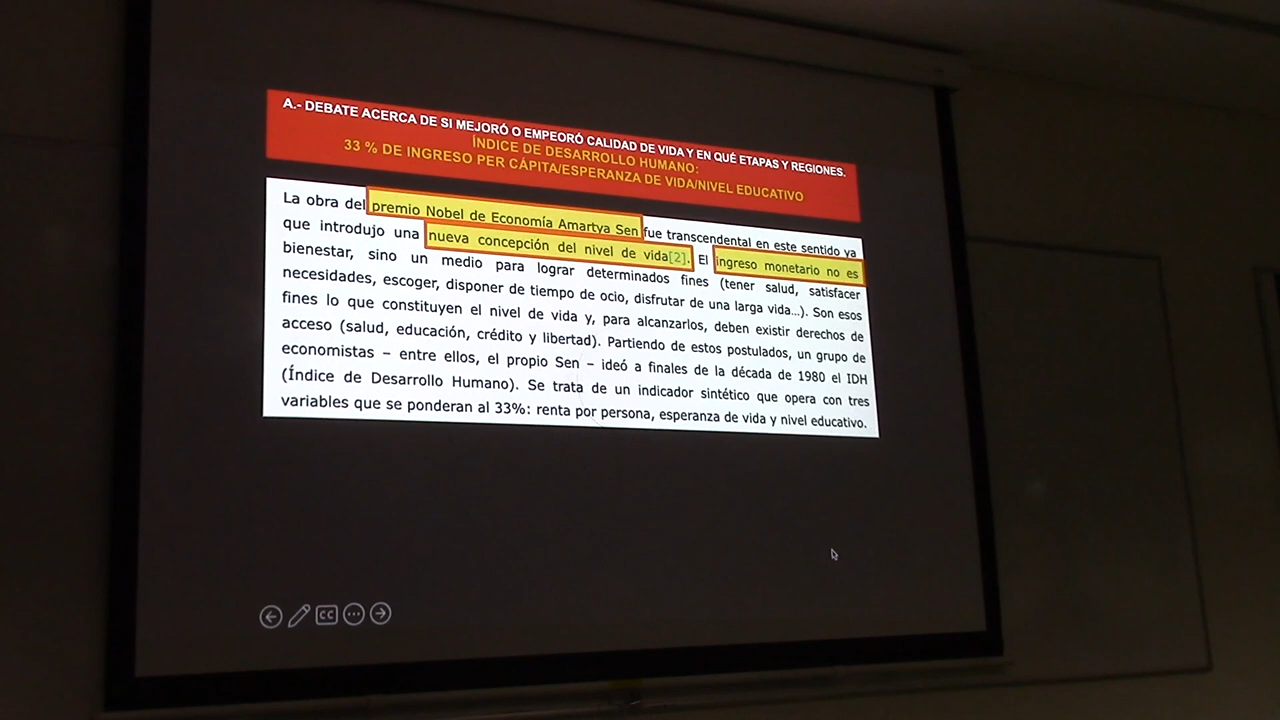 A.- DEBATE ACERCA DE SI MEJORÓ O EMPEORÓ CALIDAD DE VIDA Y EN QUÉ ETAPAS Y REGIONES.
ÍNDICE DE DESARROLLO HUMANO:
33 % DE INGRESO PER CÁPITA/ESPERANZA DE VIDA/NIVEL EDUCATIVO
La obra del premio Nobel de Economía Amartya Sen fue transcendental en este sentido ya
que introdujo una nueva concepción del nivel de vida[2]. El ingreso monetario no es
bienestar, sino un medio para lograr determinados fines (tener salud, satisfacer
necesidades, escoger, disponer de tiempo de ocio, disfrutar de una larga vida...). Son esos
fines lo que constituyen el nivel de vida y, para alcanzarlos, deben existir derechos de
acceso (salud, educación, crédito y libertad). Partiendo de estos postulados, un grupo de
economistas – entre ellos, el propio Sen – ideó a finales de la década de 1980 el IDH
(Índice de Desarrollo Humano). Se trata de un indicador sintético que opera con tres
variables que se ponderan al 33%: renta por persona, esperanza de vida y nivel educativo.
CC